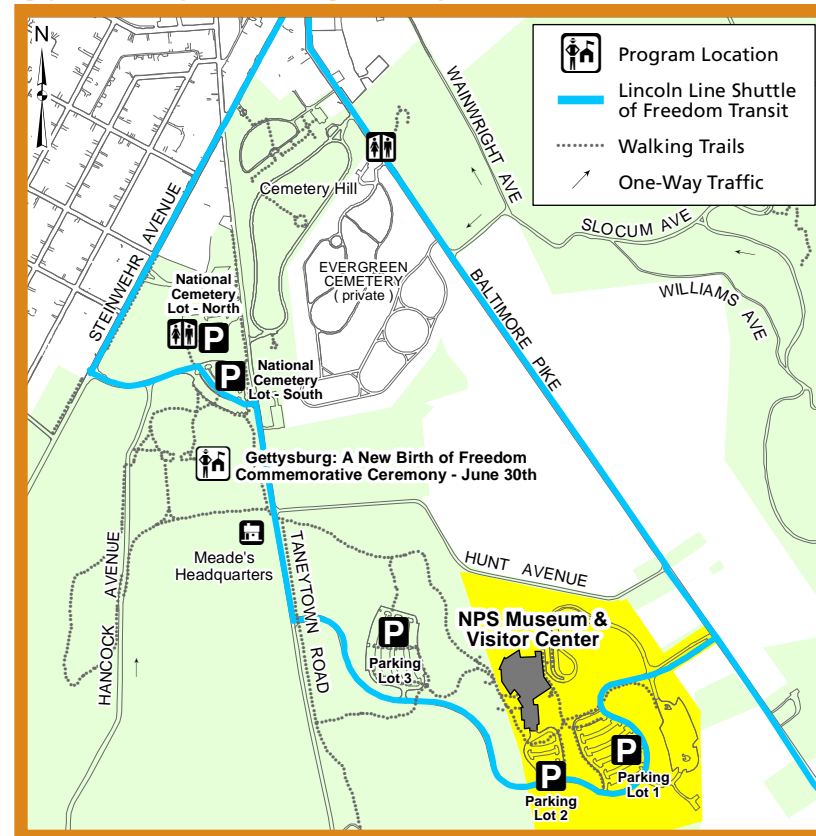 N
Program Location
Lincoln Line Shuttle
of Freedom Transit
Walking Trails
One-Way Traffic
WAINWRIGHT AVE
SLOCUM AVE
WILLIAMS AVE
Cemetery Hill
EVERGREEN
CEMETERY
( private )
STEINWEHR AVENUE
BALTIMORE PIKE
National
Cemetery
Lot - North
P
P
National
Cemetery
Lot - South
Gettysburg: A New Birth of Freedom
Commemorative Ceremony - June 30th
Meade's
Headquarters
HANCOCK AVENUE
TANEYTOWN ROAD
HUNT AVENUE
NPS Museum &
Visitor Center
P
Parking
Lot 3
P
Parking
Lot 1
P
Parking
Lot 2